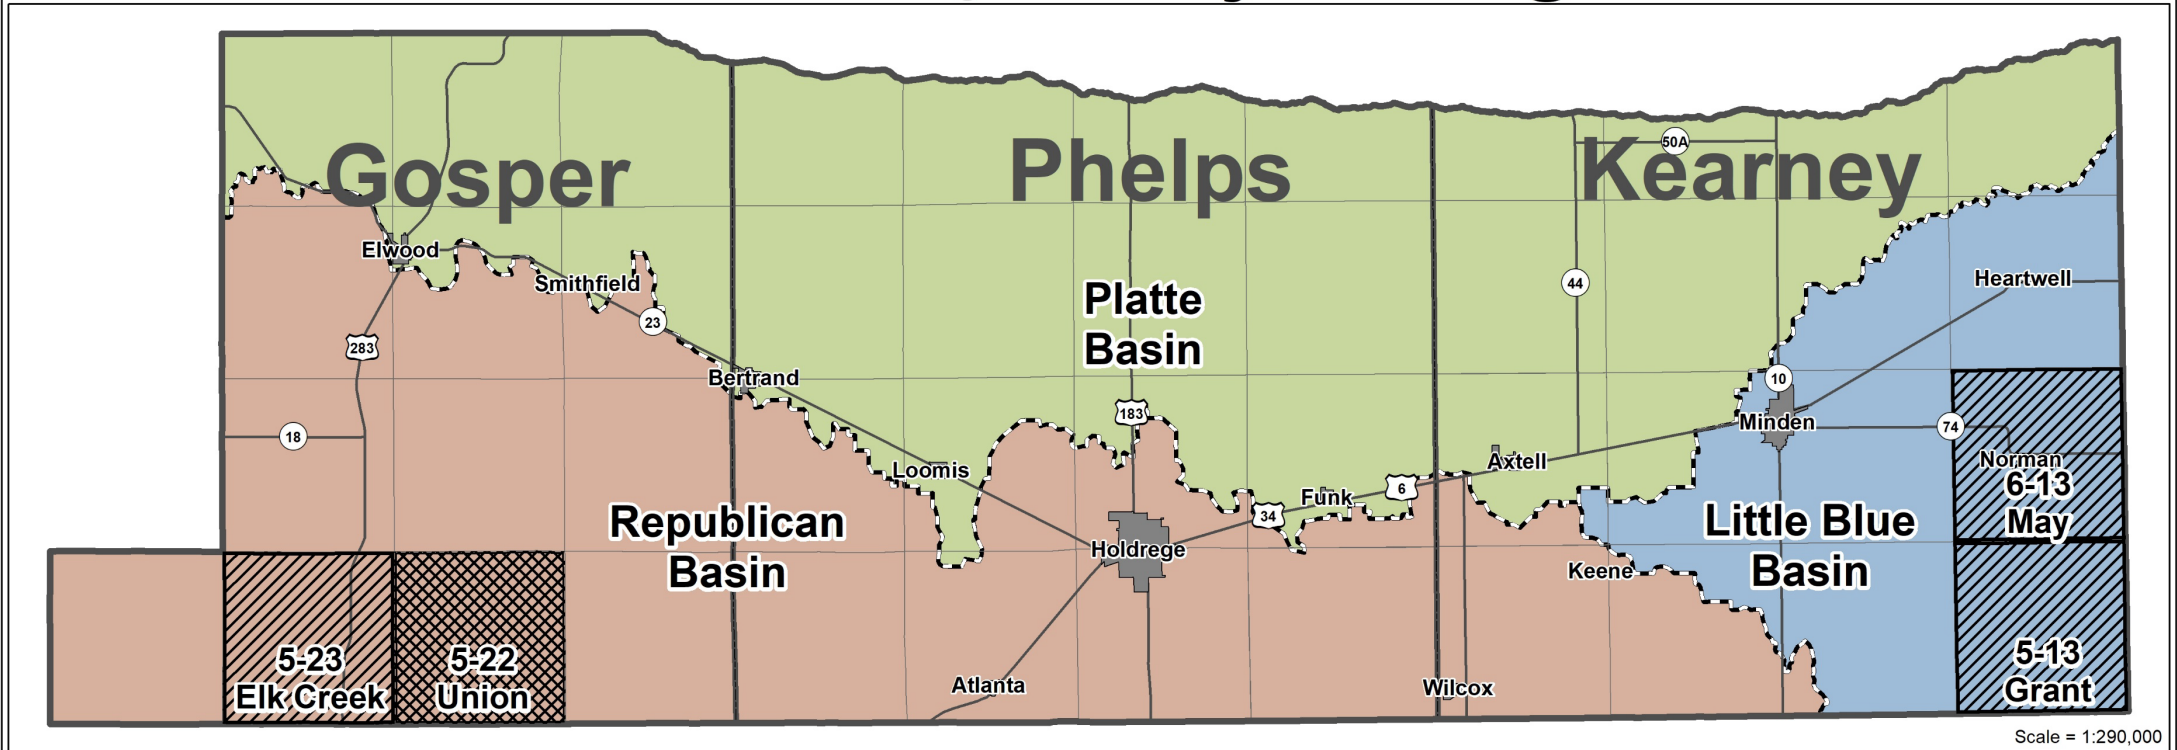 50A
Gosper
Phelps
Kearney
Elwood
Smithfield
44
Heartwell
Platte
Basin
23
283
Bertrand
10
183
Minden
18
74
Loomis
Axtell
Norman
6-13
May
6
Funk
34
Republican
Basin
Holdrege
Little Blue
Basin
Keene
5-23
Elk Creek
5-22
Union
Atlanta
Wilcox
5-13
Grant
Scale = 1:290,000